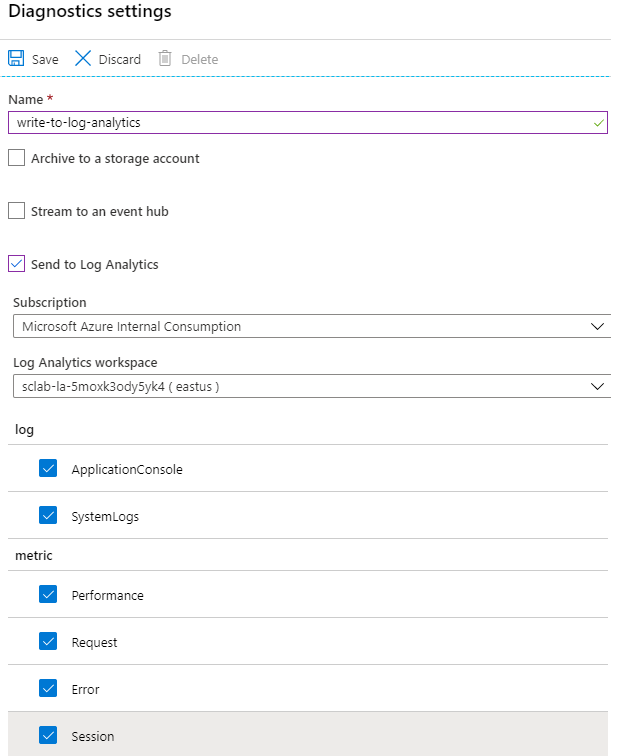 Diagnostics settings
Save Discard Delete
Name *
write-to-log-analytics
Archive to a storage account
Stream to an event hub
Send to Log Analytics
Subscription
Microsoft Azure Internal Consumption
Log Analytics workspace
sclab-la-5moxk3ody5yk4 ( eastus )
log
ApplicationConsole
SystemLogs
metric
Performance
Request
Error
Session